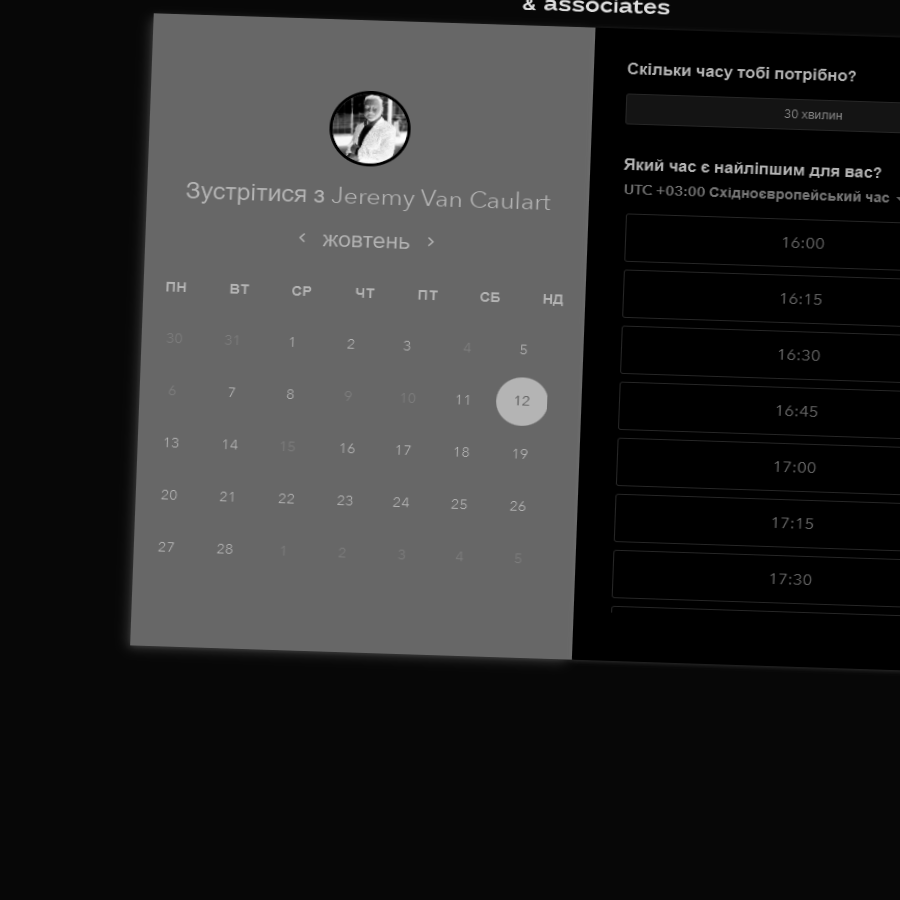 & associates
Зустрітися з Jeremy Van Caulart
жовтень
ПН ВТ СР ЧТ ПТ СБ НД
30 31 1 2 3 4 5
6 7 8 9 10 11 12
13 14 15 16 17 18 19
20 21 22 23 24 25 26
27 28 1 2 3 4 5
Скільки часу тобі потрібно?
30 хвилин
Який час є найліпшим для вас?
UTC +03:00 Східноєвропейський час
16:00
16:15
16:30
16:45
17:00
17:15
17:30